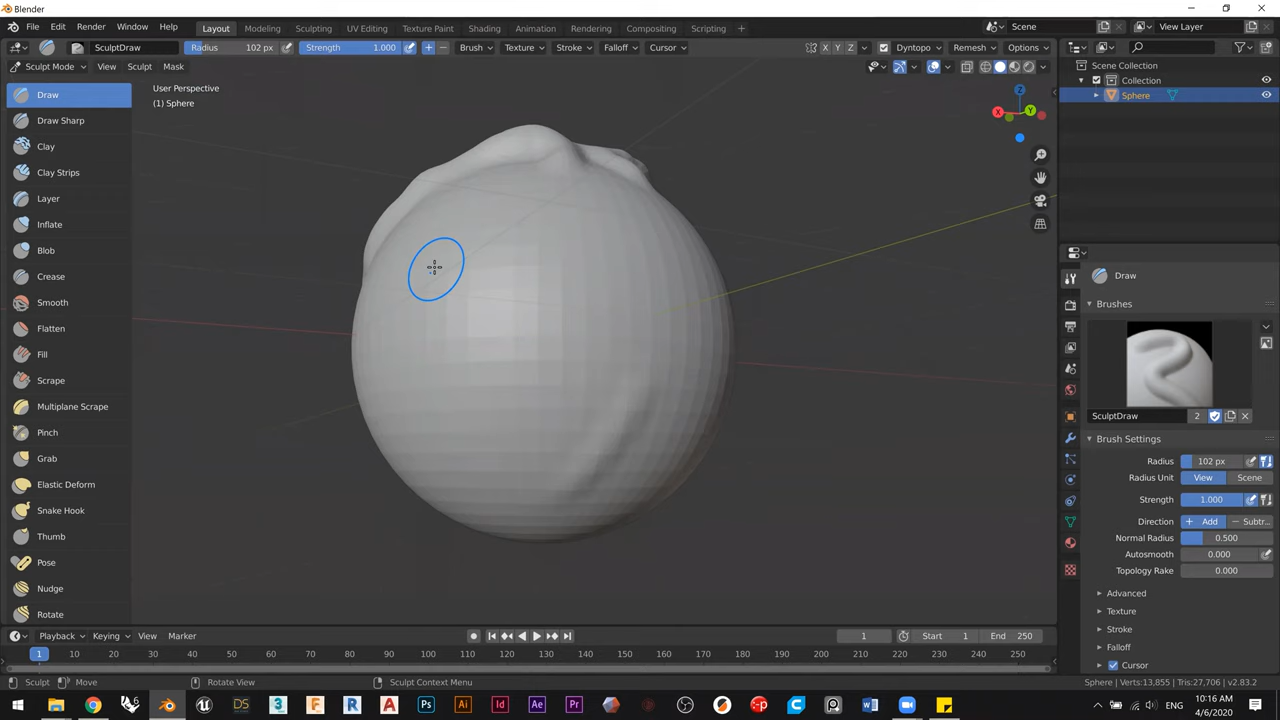 Blender
File Edit Render Window Help Layout Modeling Sculpting UV Editing Texture Paint Shading Animation Rendering Compositing Scripting + Scene View Layer
SculptDraw Radius 102 px Strength 1.000 Brush Texture Stroke Falloff Cursor X Y Z Dyntopo Remesh Options
Sculpt Mode View Sculpt Mask
Scene Collection
Collection
Sphere
User Perspective
(1) Sphere
Z
X Y
Draw
Draw Sharp
Clay
Clay Strips
Layer
Inflate
Blob
Crease
Smooth
Flatten
Fill
Scrape
Multiplane Scrape
Pinch
Grab
Elastic Deform
Snake Hook
Thumb
Pose
Nudge
Rotate
Draw
Brushes
SculptDraw 2
Brush Settings
Radius 102 px
Radius Unit View Scene
Strength 1.000
Direction + Add − Subtr...
Normal Radius 0.500
Autosmooth 0.000
Topology Rake 0.000
Advanced
Texture
Stroke
Falloff
Cursor
Playback Keying View Marker 1 Start 1 End 250
1 10 20 30 40 50 60 70 80 90 100 110 120 130 140 150 160 170 180 190 200 210 220 230 240 250
Sculpt Move Rotate View Sculpt Context Menu Sphere | Verts:13,855 | Tris:27,706 | v2.83.2
DS 3 F R A Ps Ai Id Ae Pr ENG 10:16 AM
4/6/2020